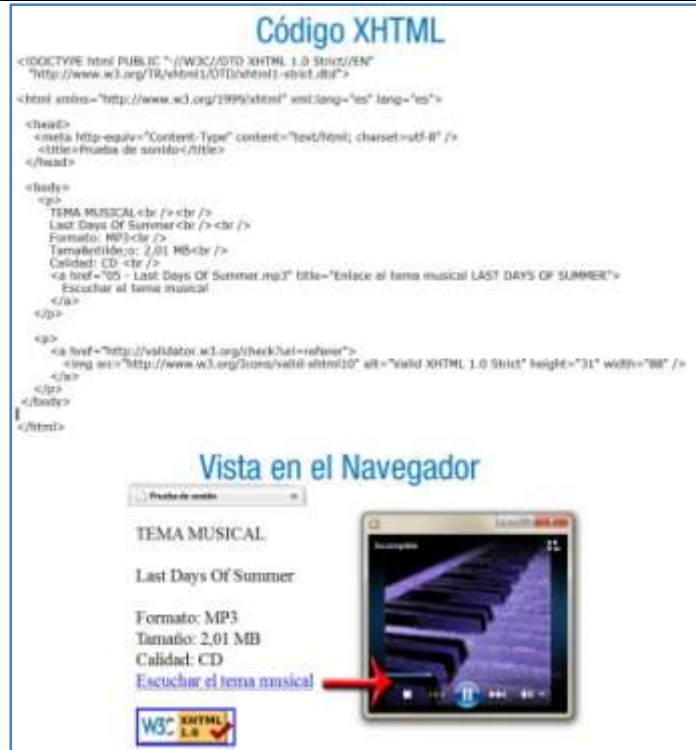 Código XHTML
<!DOCTYPE html PUBLIC "-//W3C//DTD XHTML 1.0 Strict//EN"
"http://www.w3.org/TR/xhtml1/DTD/xhtml1-strict.dtd">
<html xmlns="http://www.w3.org/1999/xhtml" xml:lang="es" lang="es">
<head>
<meta http-equiv="Content-Type" content="text/html; charset=utf-8" />
<title>Prueba de sonido</title>
</head>
<body>
<p>
TEMA MUSICAL<br /><br />
Last Days Of Summer<br /><br />
Formato: MP3<br />
Tama&ntilde;o: 2,01 MB<br />
Calidad: CD <br />
<a href="05 - Last Days Of Summer.mp3" title="Enlace al tema musical LAST DAYS OF SUMMER">
Escuchar el tema musical
</a>
</p>
<p>
<a href="http://validator.w3.org/check?uri=referer">
<img src="http://www.w3.org/Icons/valid-xhtml10" alt="Valid XHTML 1.0 Strict" height="31" width="88" />
</a>
</p>
</body>
</html>
Vista en el Navegador
Prueba de sonido
TEMA MUSICAL
Last Days Of Summer
Formato: MP3
Tamaño: 2,01 MB
Calidad: CD
Escuchar el tema musical
W3C XHTML 1.0